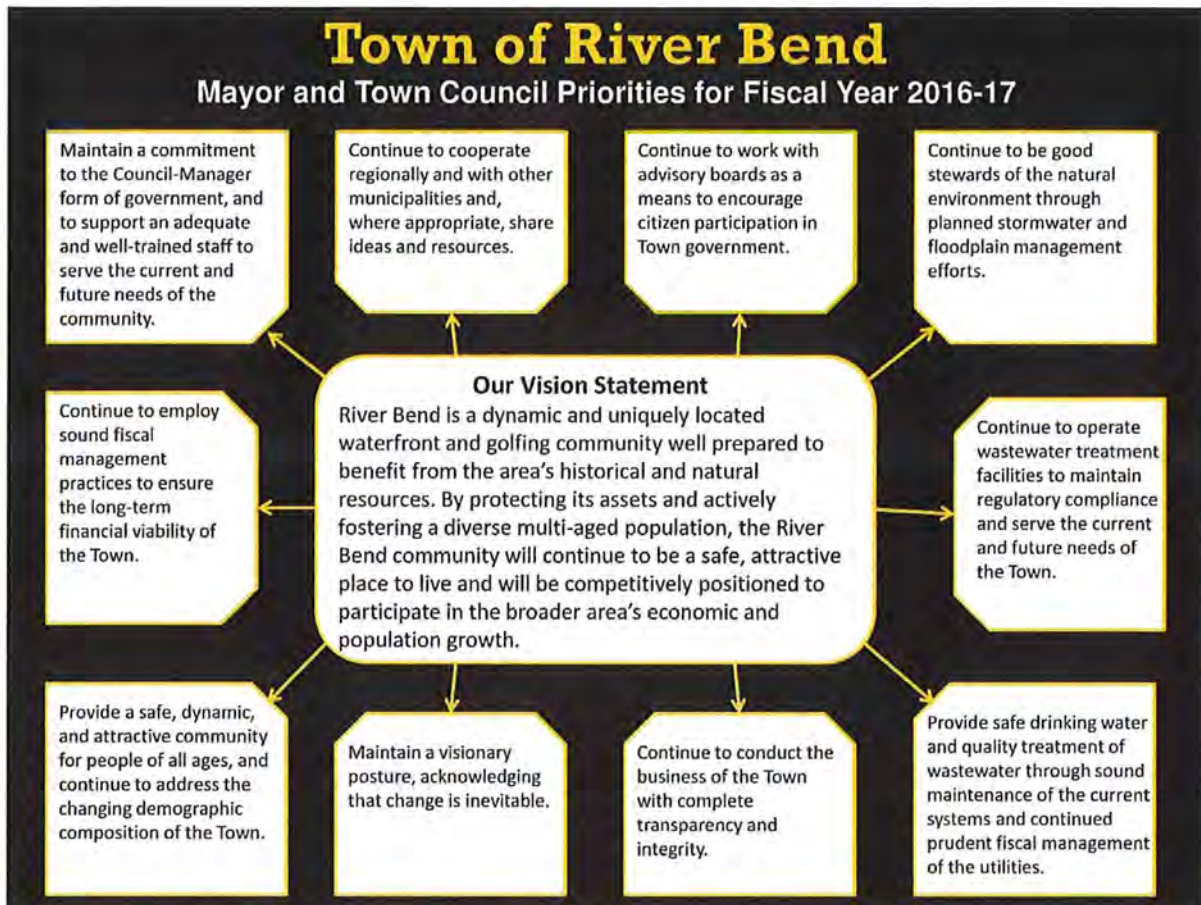 Town of River Bend
Mayor and Town Council Priorities for Fiscal Year 2016-17
Maintain a commitment
to the Council-Manager
form of government, and
to support an adequate
and well-trained staff to
serve the current and
future needs of the
community.
Continue to cooperate
regionally and with other
municipalities and,
where appropriate, share
ideas and resources.
Continue to work with
advisory boards as a
means to encourage
citizen participation in
Town government.
Continue to be good
stewards of the natural
environment through
planned stormwater and
floodplain management
efforts.
Continue to employ
sound fiscal
management
practices to ensure
the long-term
financial viability of
the Town.
Our Vision Statement
River Bend is a dynamic and uniquely located
waterfront and golfing community well prepared to
benefit from the area's historical and natural
resources. By protecting its assets and actively
fostering a diverse multi-aged population, the River
Bend community will continue to be a safe, attractive
place to live and will be competitively positioned to
participate in the broader area's economic and
population growth.
Continue to operate
wastewater treatment
facilities to maintain
regulatory compliance
and serve the current
and future needs of
the Town.
Provide a safe, dynamic,
and attractive community
for people of all ages, and
continue to address the
changing demographic
composition of the Town.
Maintain a visionary
posture, acknowledging
that change is inevitable.
Continue to conduct the
business of the Town
with complete
transparency and
integrity.
Provide safe drinking water
and quality treatment of
wastewater through sound
maintenance of the current
systems and continued
prudent fiscal management
of the utilities.